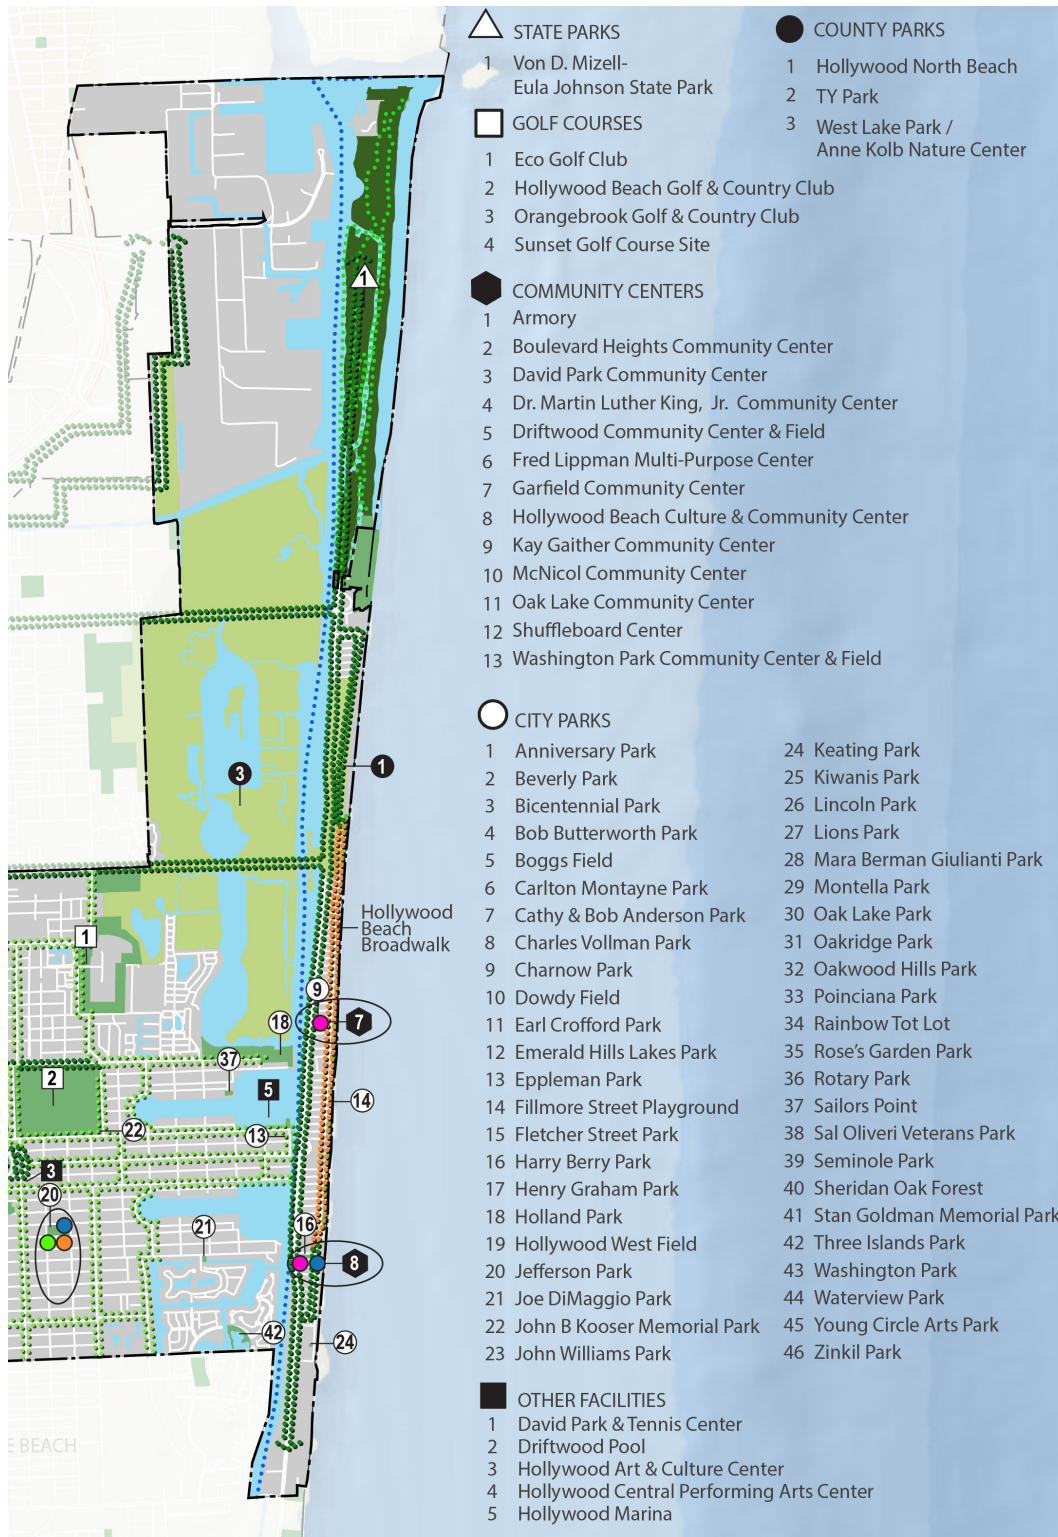 STATE PARKS
1 Von D. Mizell-
Eula Johnson State Park
GOLF COURSES
1 Eco Golf Club
2 Hollywood Beach Golf & Country Club
3 Orangebrook Golf & Country Club
4 Sunset Golf Course Site
COMMUNITY CENTERS
1 Armory
2 Boulevard Heights Community Center
3 David Park Community Center
4 Dr. Martin Luther King, Jr. Community Center
5 Driftwood Community Center & Field
6 Fred Lippman Multi-Purpose Center
7 Garfield Community Center
8 Hollywood Beach Culture & Community Center
9 Kay Gaither Community Center
10 McNicol Community Center
11 Oak Lake Community Center
12 Shuffleboard Center
13 Washington Park Community Center & Field
COUNTY PARKS
1 Hollywood North Beach
2 TY Park
3 West Lake Park /
Anne Kolb Nature Center
CITY PARKS
1 Anniversary Park
2 Beverly Park
3 Bicentennial Park
4 Bob Butterworth Park
5 Boggs Field
6 Carlton Montayne Park
7 Cathy & Bob Anderson Park
8 Charles Vollman Park
9 Charnow Park
10 Dowdy Field
11 Earl Crofford Park
12 Emerald Hills Lakes Park
13 Eppleman Park
14 Fillmore Street Playground
15 Fletcher Street Park
16 Harry Berry Park
17 Henry Graham Park
18 Holland Park
19 Hollywood West Field
20 Jefferson Park
21 Joe DiMaggio Park
22 John B Kooser Memorial Park
23 John Williams Park
24 Keating Park
25 Kiwanis Park
26 Lincoln Park
27 Lions Park
28 Mara Berman Giulianti Park
29 Montella Park
30 Oak Lake Park
31 Oakridge Park
32 Oakwood Hills Park
33 Poinciana Park
34 Rainbow Tot Lot
35 Rose's Garden Park
36 Rotary Park
37 Sailors Point
38 Sal Oliveri Veterans Park
39 Seminole Park
40 Sheridan Oak Forest
41 Stan Goldman Memorial Park
42 Three Islands Park
43 Washington Park
44 Waterview Park
45 Young Circle Arts Park
46 Zinkil Park
OTHER FACILITIES
1 David Park & Tennis Center
2 Driftwood Pool
3 Hollywood Art & Culture Center
4 Hollywood Central Performing Arts Center
5 Hollywood Marina
1
3
1
Hollywood
Beach
Broadwalk
1
9
7
18
37
2
5
14
22
13
3
20
16
21
8
42
24
E BEACH